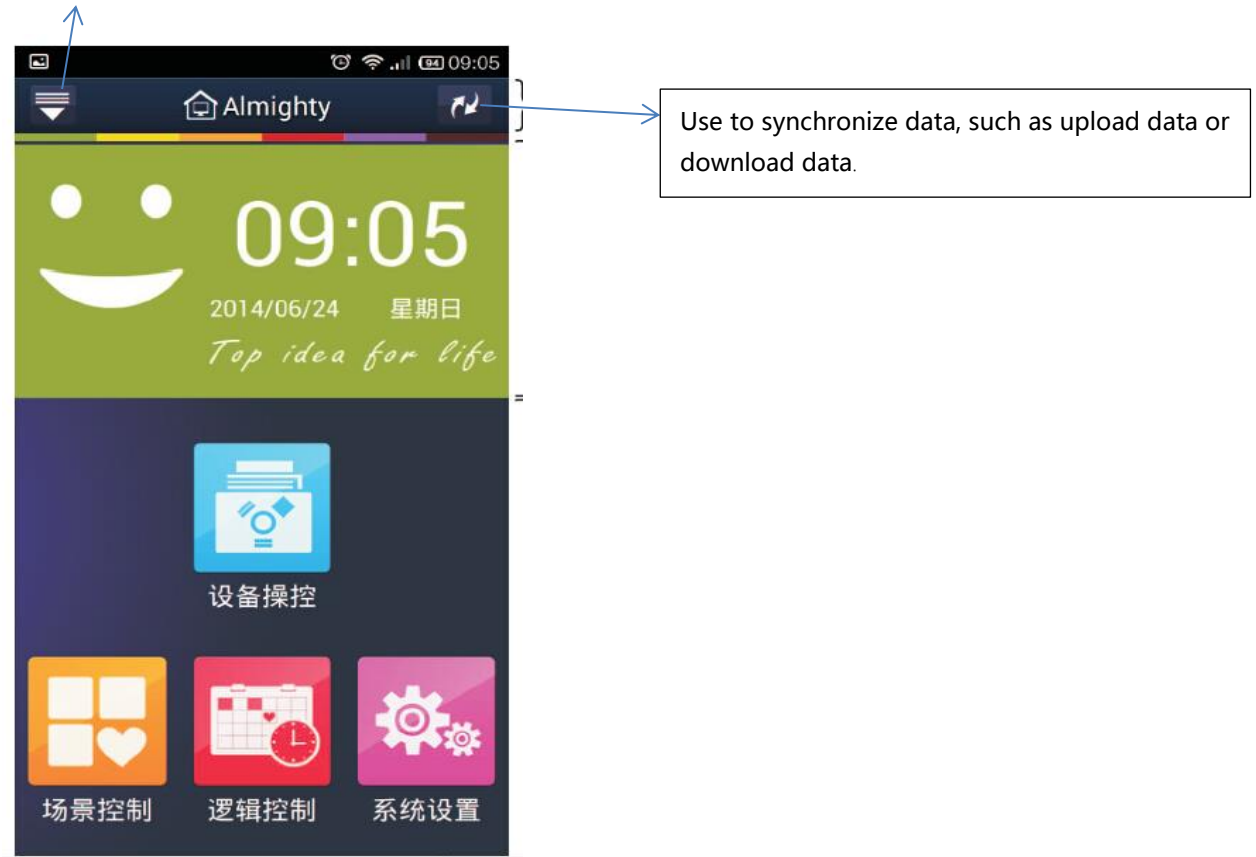 94 09:05
Almighty
Use to synchronize data, such as upload data or
download data.
09:05
2014/06/24 星期日
Top idea for life
设备操控
场景控制 逻辑控制 系统设置